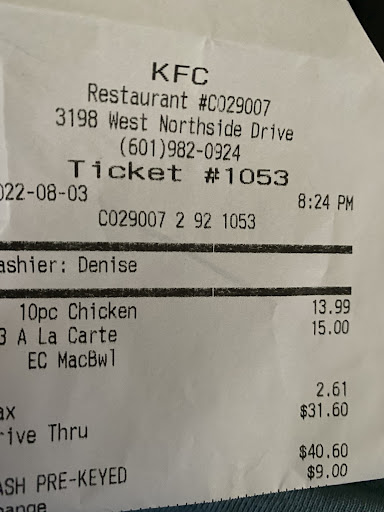 KFC
Restaurant #C029007
3198 West Northside Drive
(601)982-0924
Ticket #1053
022-08-03 8:24 PM
C029007 2 92 1053
ashier: Denise
10pc Chicken 13.99
3 A La Carte 15.00
EC MacBwl
2.61
ax $31.60
rive Thru
$40.60
ASH PRE-KEYED $9.00
hange